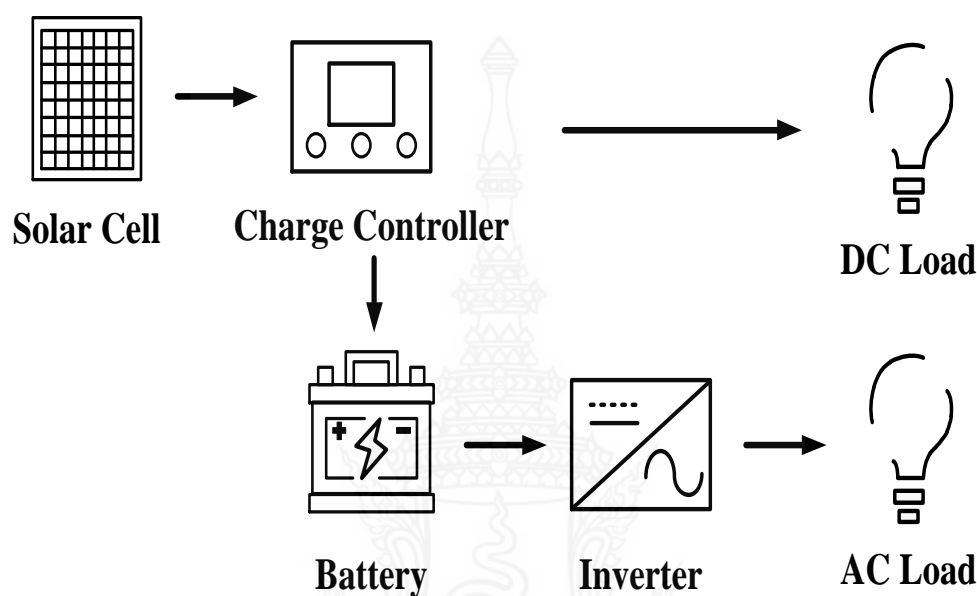 Solar Cell
Charge Controller
DC Load
Battery
Inverter
AC Load